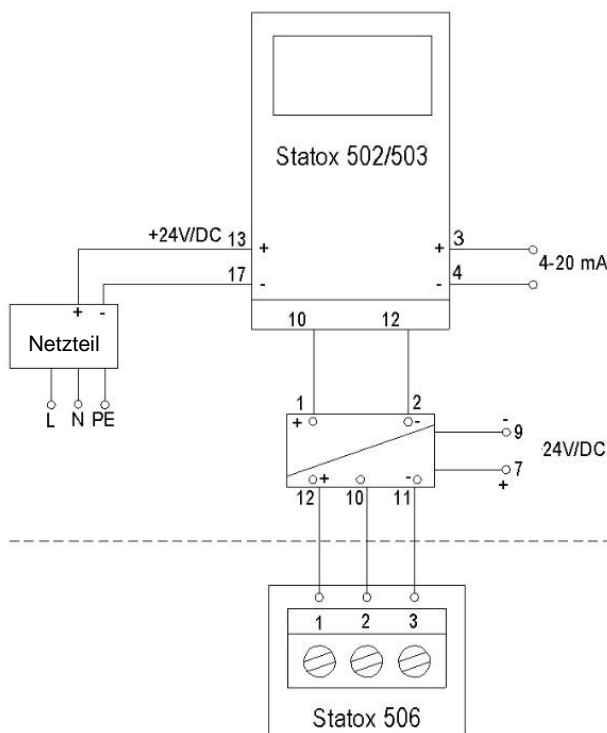 Statox 502/503
+24V/DC 13 + + 3
4-20 mA
17 - - 4
10 12
+ -
Netzteil
L N PE
1 2
+ -
- 9
24V/DC
7 +
+ -
12 10 11
1 2 3
Statox 506